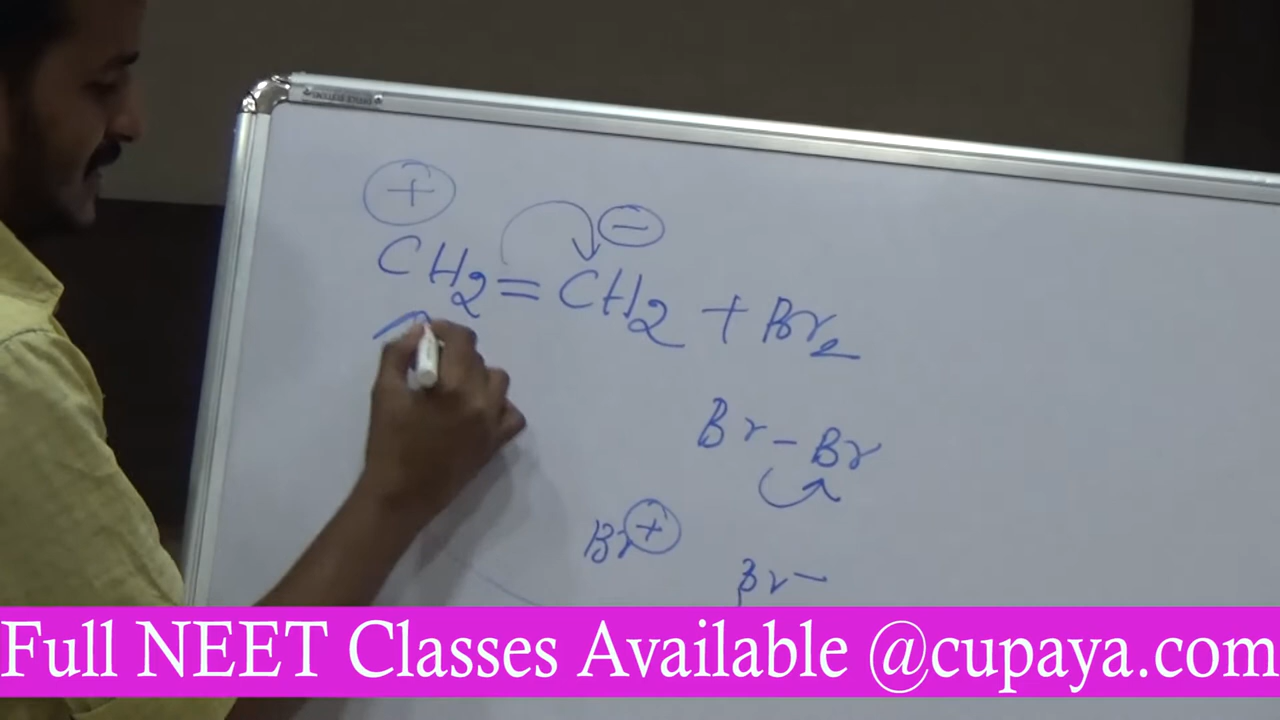 +
−
CH2 = CH2 + Br2
Br - Br
Br+
Br−
Full NEET Classes Available @cupaya.com